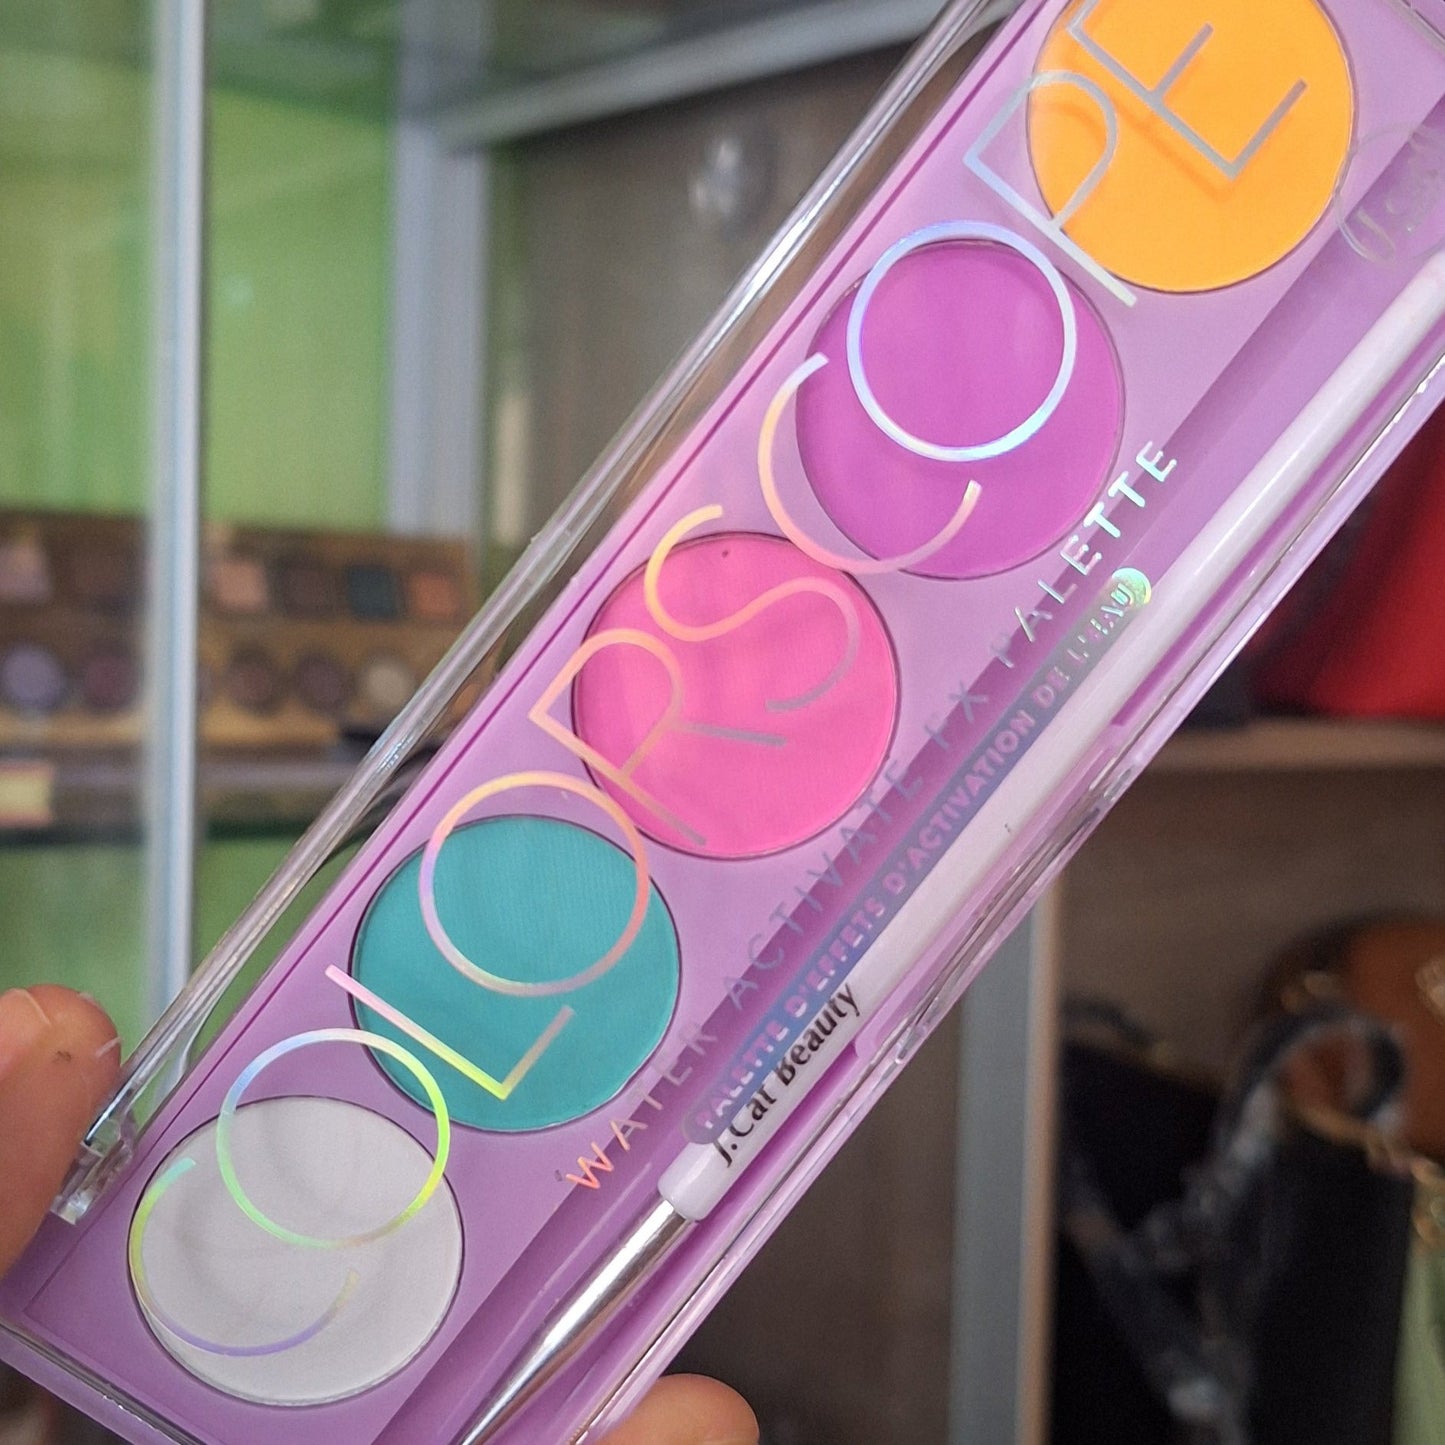 COLORSCOPE
WATER ACTIVATE FX PALETTE
PALETTE D'EFFETS D'ACTIVATION DE L'EAU
J.Cat Beauty